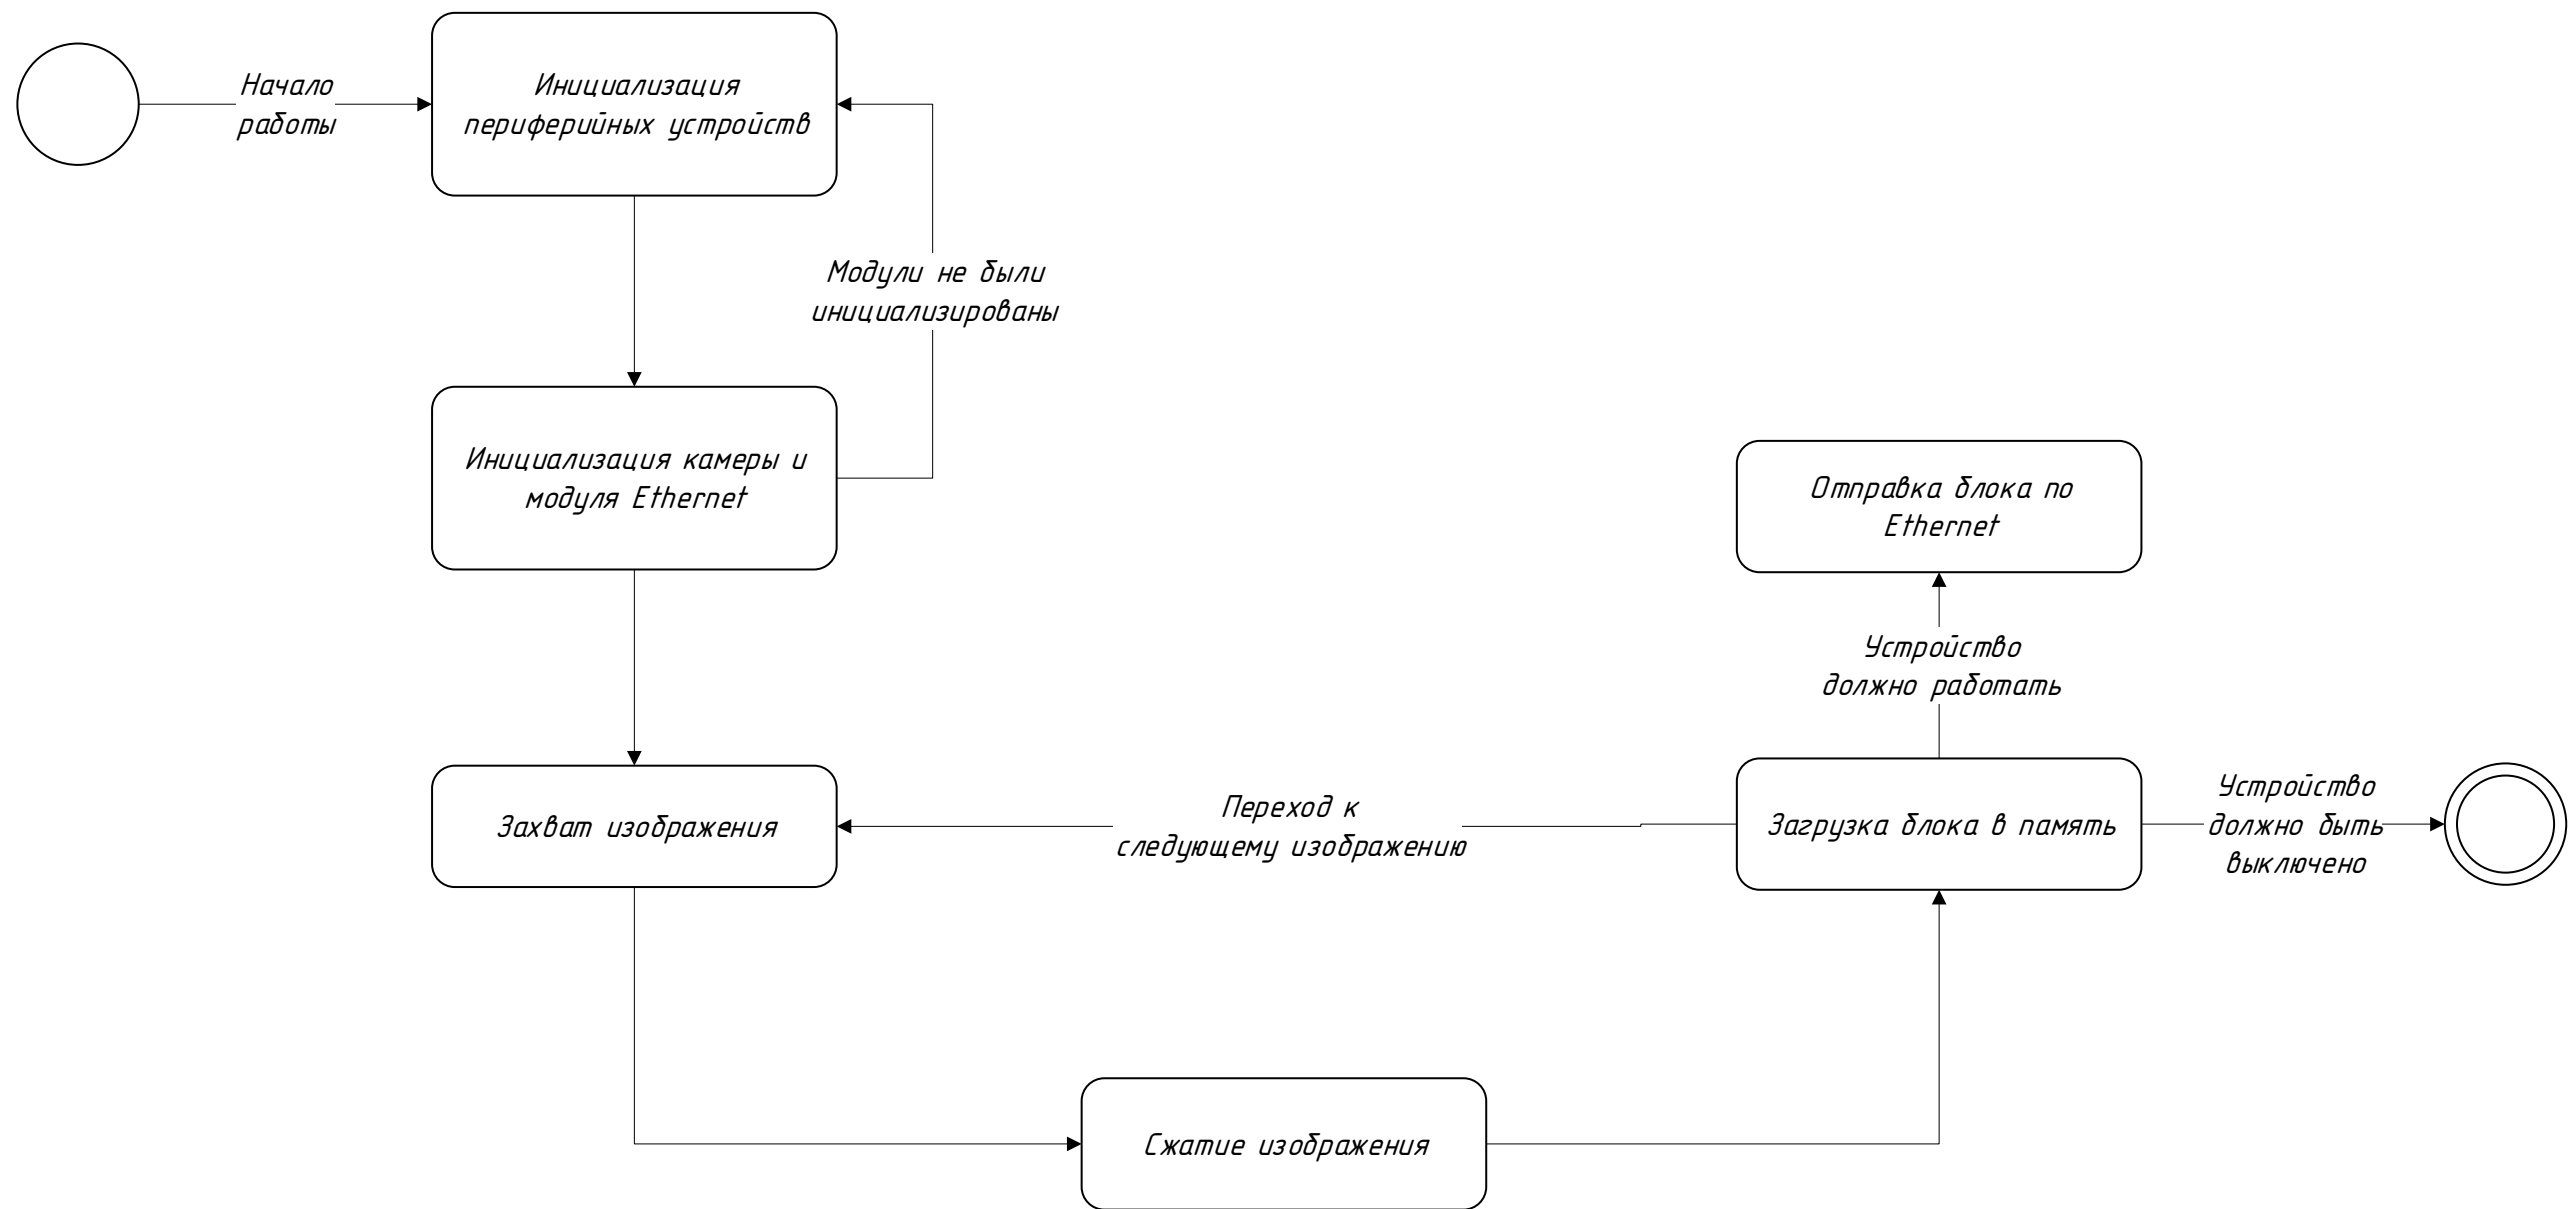 Начало
работы
Инициализация
периферийных устройств
Модули не были
инициализированы
Инициализация камеры и
модуля Ethernet
Отправка блока по
Ethernet
Устройство
должно работать
Захват изображения
Переход к
следующему изображению
Загрузка блока в память
Устройство
должно быть
выключено
Сжатие изображения